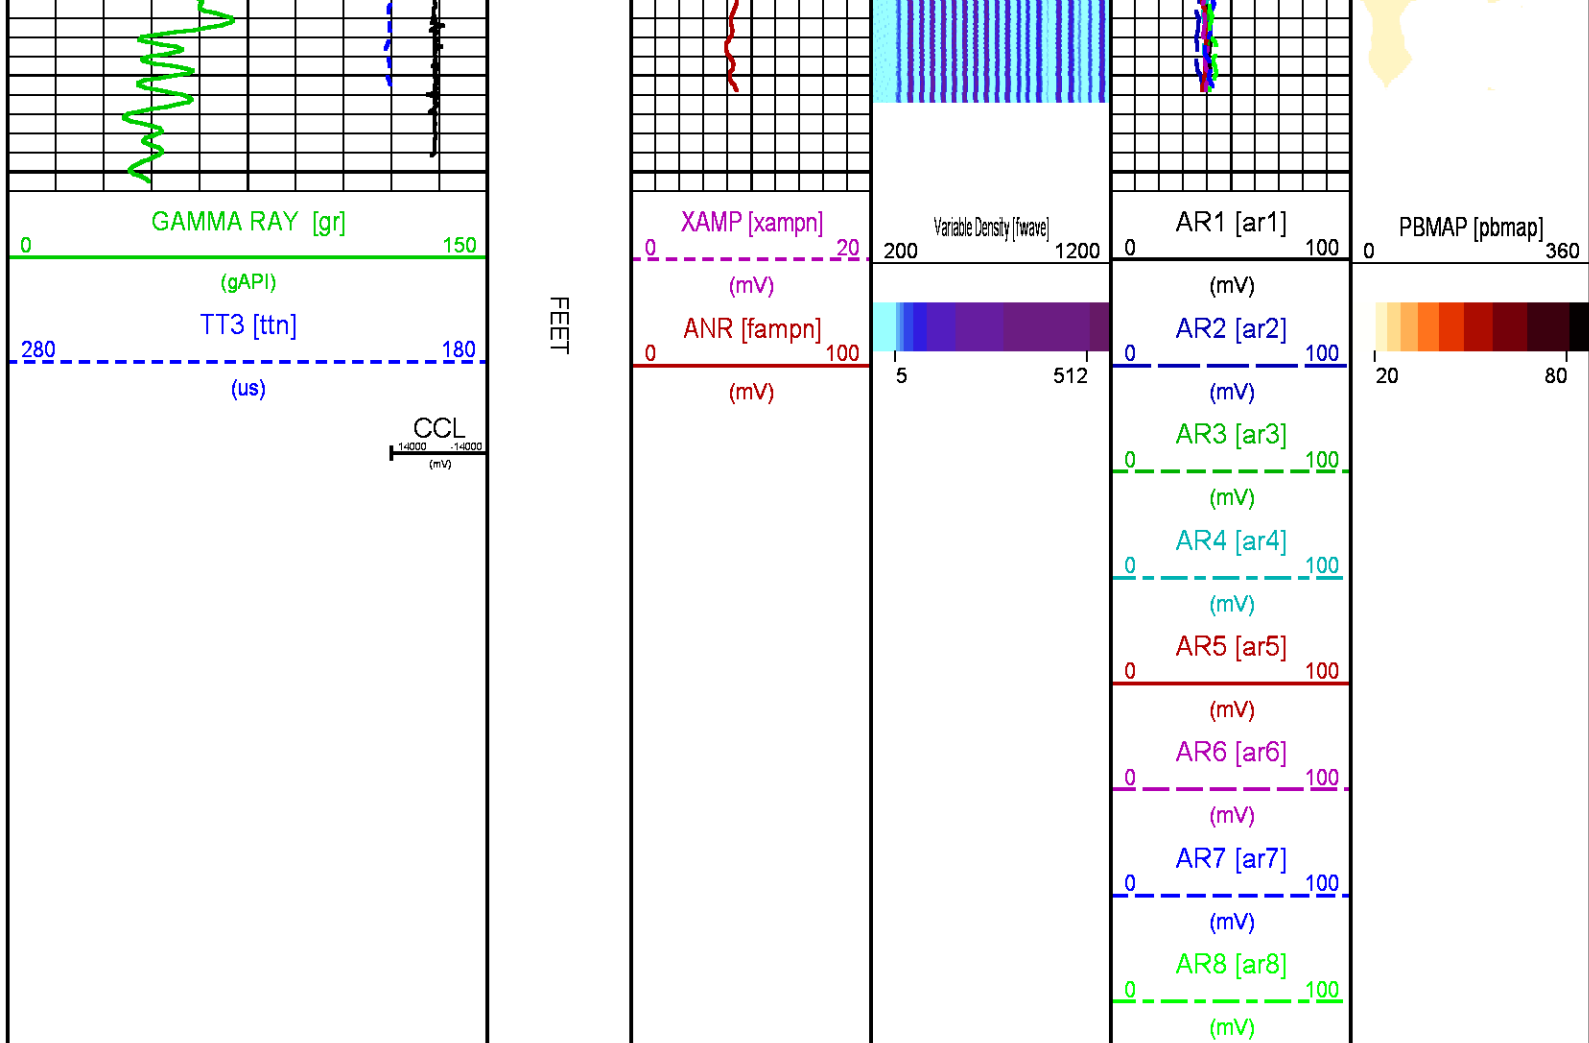 GAMMA RAY [gr]
0 150
(gAPI)
TT3 [ttn]
280 180
(us)
CCL
14000 -14000
(mV)
FEET
XAMP [xampn]
0 20
(mV)
ANR [fampn]
0 100
(mV)
Variable Density [fwave]
200 1200
5 512
AR1 [ar1]
0 100
(mV)
AR2 [ar2]
0 100
(mV)
AR3 [ar3]
0 100
(mV)
AR4 [ar4]
0 100
(mV)
AR5 [ar5]
0 100
(mV)
AR6 [ar6]
0 100
(mV)
AR7 [ar7]
0 100
(mV)
AR8 [ar8]
0 100
(mV)
PBMAP [pbmap]
0 360
20 80